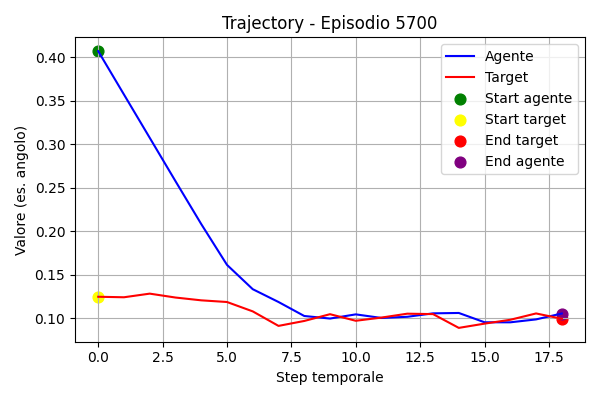 Trajectory - Episodio 5700
Valore (es. angolo)
0.40
0.35
0.30
0.25
0.20
0.15
0.10
Agente
Target
Start agente
Start target
End target
End agente
0.0 2.5 5.0 7.5 10.0 12.5 15.0 17.5
Step temporale